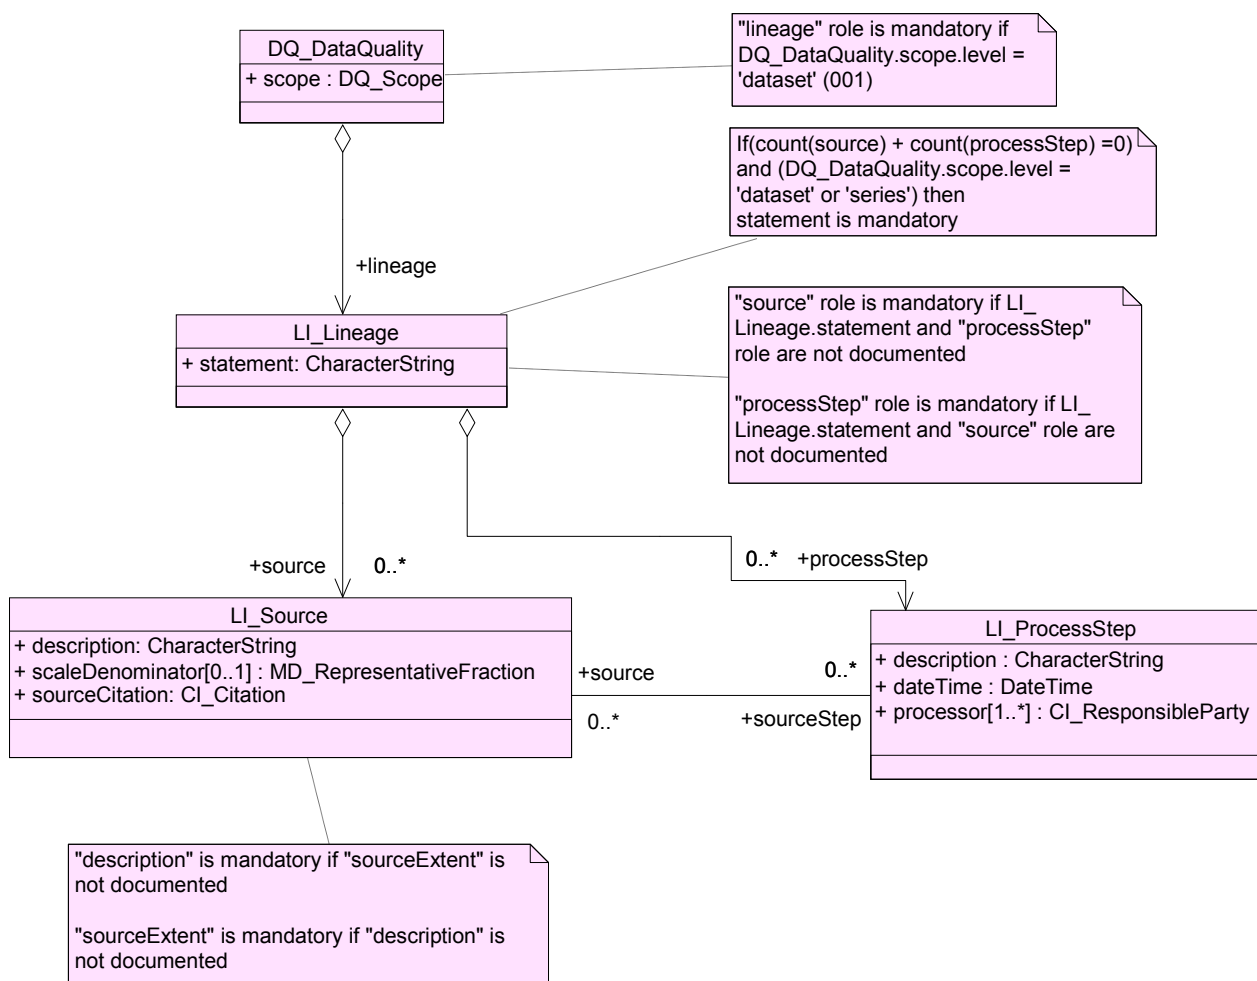 DQ_DataQuality
+ scope : DQ_Scope
"lineage" role is mandatory if
DQ_DataQuality.scope.level =
'dataset' (001)
If(count(source) + count(processStep) =0)
and (DQ_DataQuality.scope.level =
'dataset' or 'series') then
statement is mandatory
+lineage
LI_Lineage
+ statement: CharacterString
"source" role is mandatory if LI_
Lineage.statement and "processStep"
role are not documented
"processStep" role is mandatory if LI_
Lineage.statement and "source" role are
not documented
+source 0..*
0..* +processStep
LI_Source
+ description: CharacterString
+ scaleDenominator[0..1] : MD_RepresentativeFraction
+ sourceCitation: CI_Citation
+source
0..*
0..*
+sourceStep
LI_ProcessStep
+ description : CharacterString
+ dateTime : DateTime
+ processor[1..*] : CI_ResponsibleParty
"description" is mandatory if "sourceExtent" is
not documented
"sourceExtent" is mandatory if "description" is
not documented